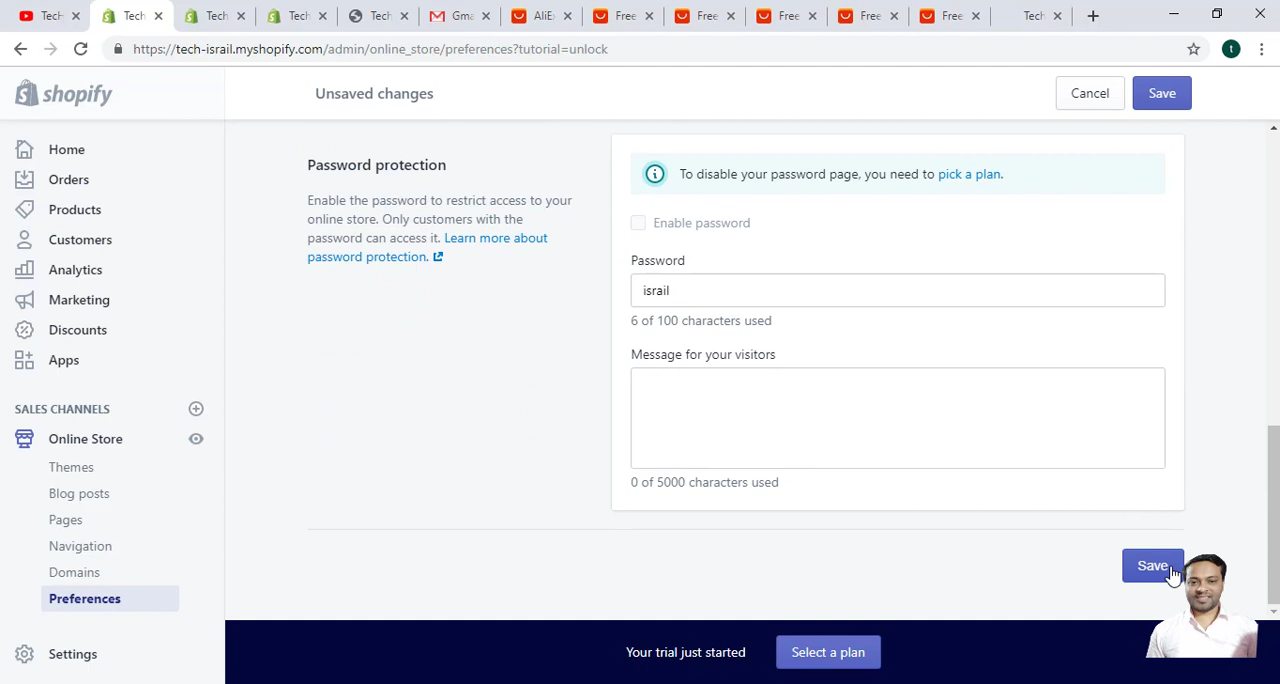 Tech
Tech
Tech
Tech
Tech
Gma
AliE
Free
Free
Free
Free
Free
Tech
https://tech-israil.myshopify.com/admin/online_store/preferences?tutorial=unlock
t
shopify
Unsaved changes
Cancel
Save
Home
Orders
Products
Customers
Analytics
Marketing
Discounts
Apps
SALES CHANNELS
Online Store
Themes
Blog posts
Pages
Navigation
Domains
Preferences
Settings
Password protection
Enable the password to restrict access to your
online store. Only customers with the
password can access it. Learn more about
password protection.
To disable your password page, you need to pick a plan.
Enable password
Password
israil
6 of 100 characters used
Message for your visitors
0 of 5000 characters used
Save
Your trial just started
Select a plan